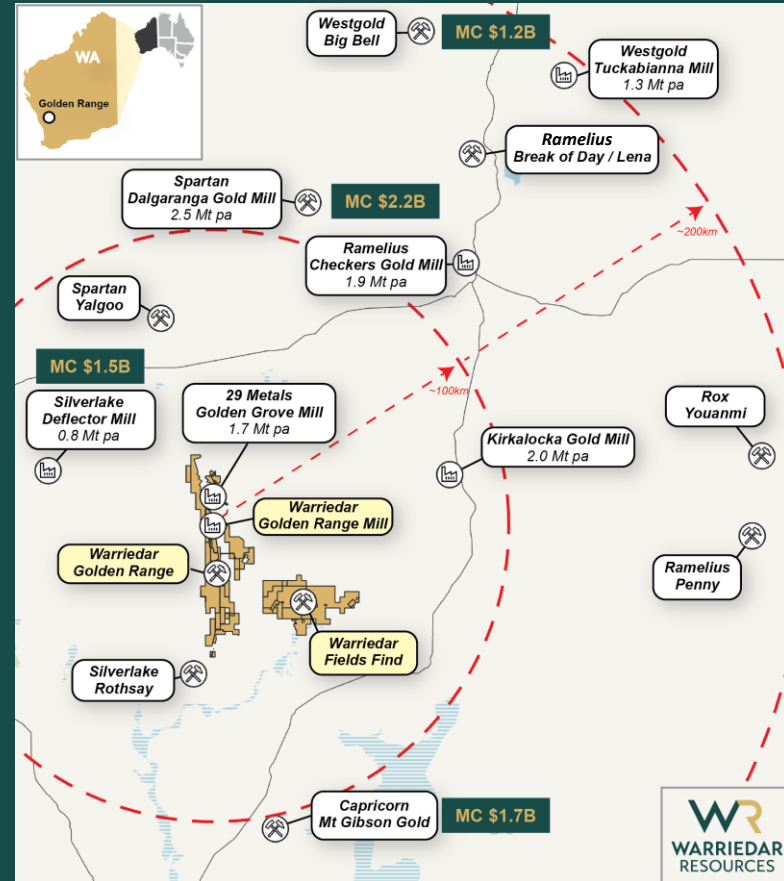 WA
Golden Range
Westgold
Big Bell
MC $1.2B
Westgold
Tuckabianna Mill
1.3 Mt pa
Ramelius
Break of Day / Lena
Spartan
Dalgaranga Gold Mill
2.5 Mt pa
MC $2.2B
~200km
Ramelius
Checkers Gold Mill
1.9 Mt pa
Spartan
Yalgoo
MC $1.5B
Silverlake
Deflector Mill
0.8 Mt pa
29 Metals
Golden Grove Mill
1.7 Mt pa
~100km
Rox
Youanmi
Kirkalocka Gold Mill
2.0 Mt pa
Warriedar
Golden Range Mill
Warriedar
Golden Range
Ramelius
Penny
Warriedar
Fields Find
Silverlake
Rothsay
Capricorn
Mt Gibson Gold
MC $1.7B
WR
WARRIEDAR
RESOURCES